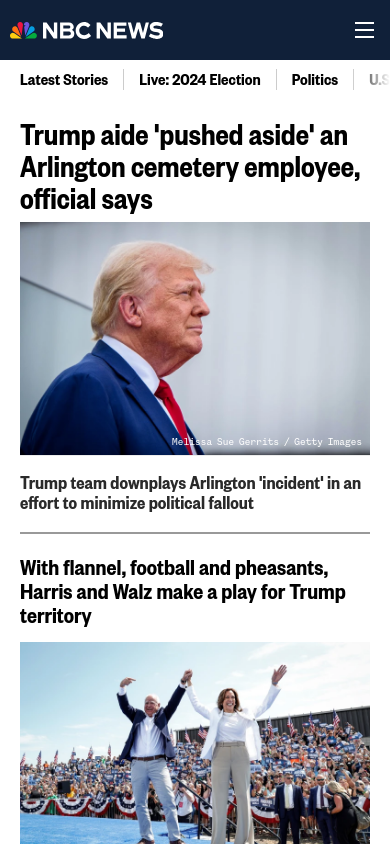 NBC NEWS
Latest Stories
Live: 2024 Election
Politics
U.S
Trump aide 'pushed aside' an
Arlington cemetery employee,
official says
Melissa Sue Gerrits / Getty Images
Trump team downplays Arlington 'incident' in an
effort to minimize political fallout
With flannel, football and pheasants,
Harris and Walz make a play for Trump
territory